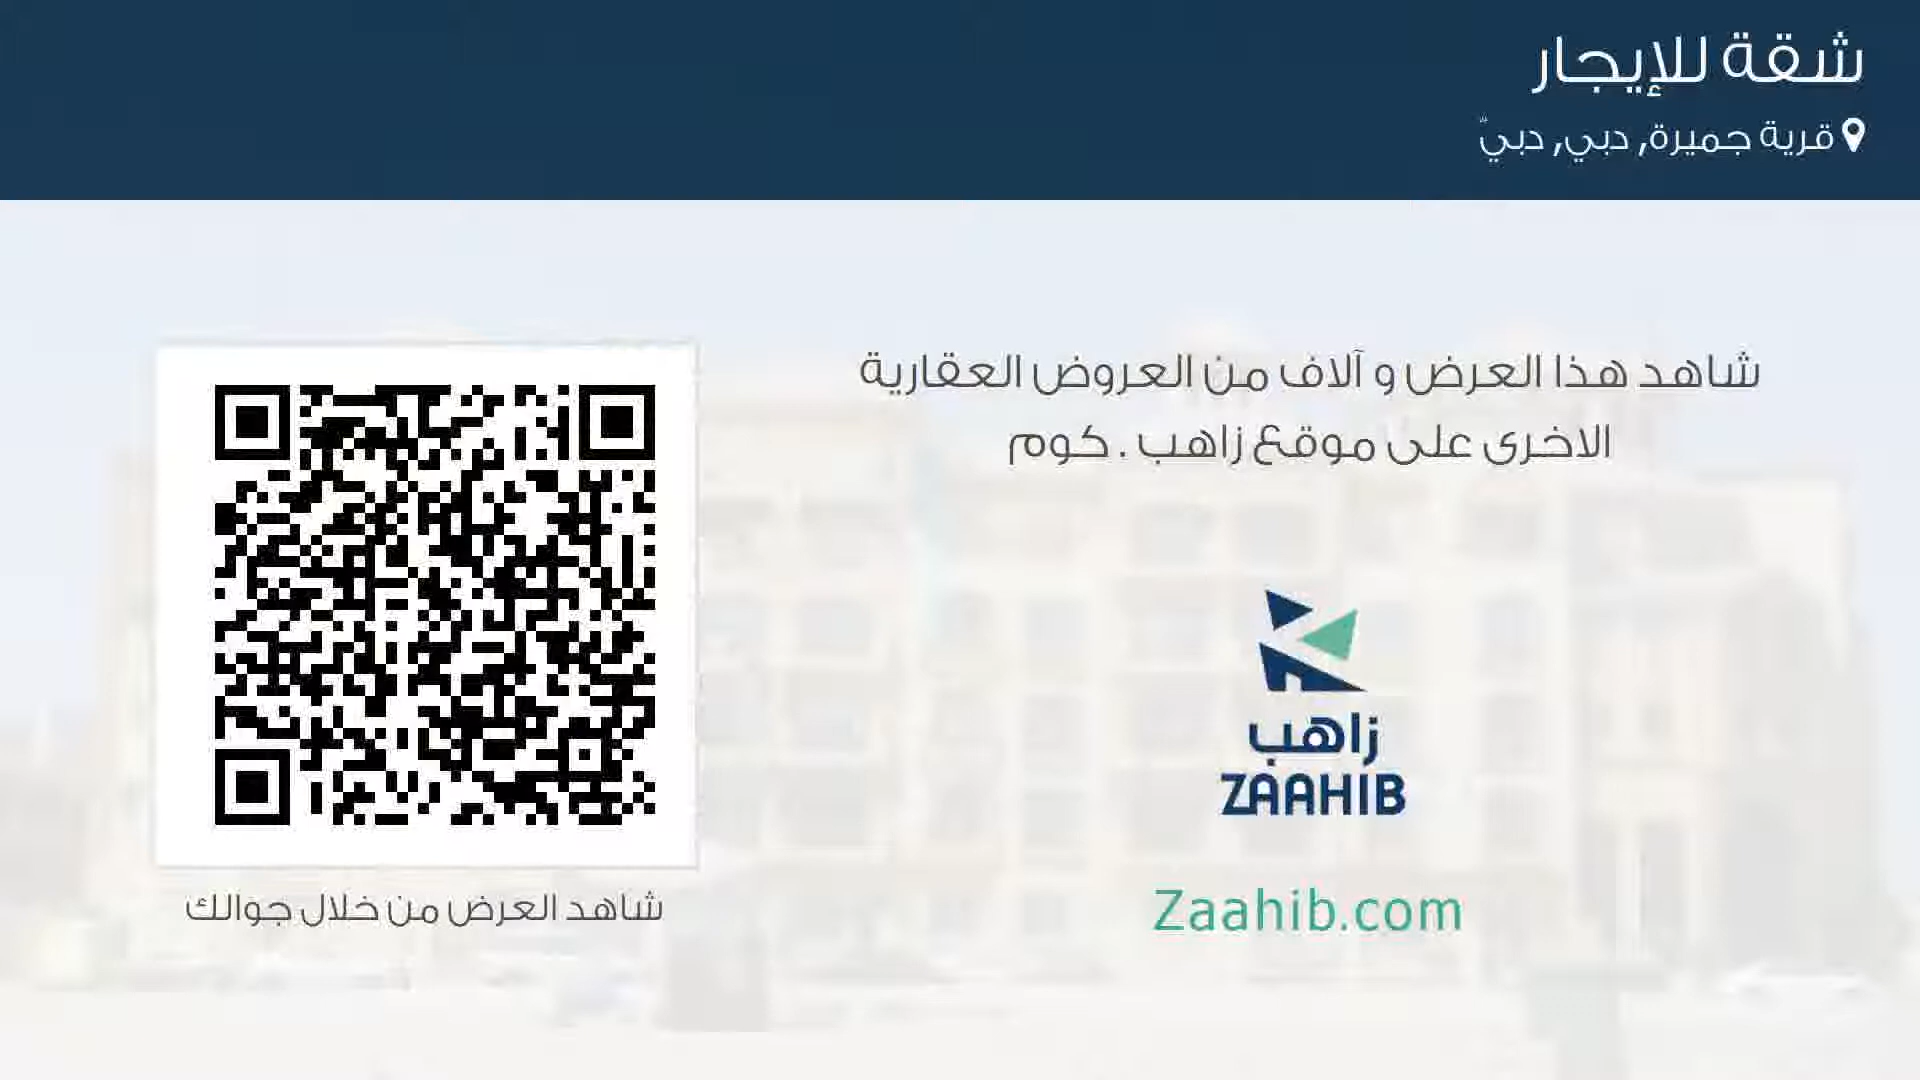 شقة للإيجار
قرية جميرة, دبي, دبيّ
شاهد هذا العرض و آلاف من العروض العقارية
الاخرى على موقع زاهب . كوم
زاهب
ZAAHIB
Zaahib.com
شاهد العرض من خلال جوالك